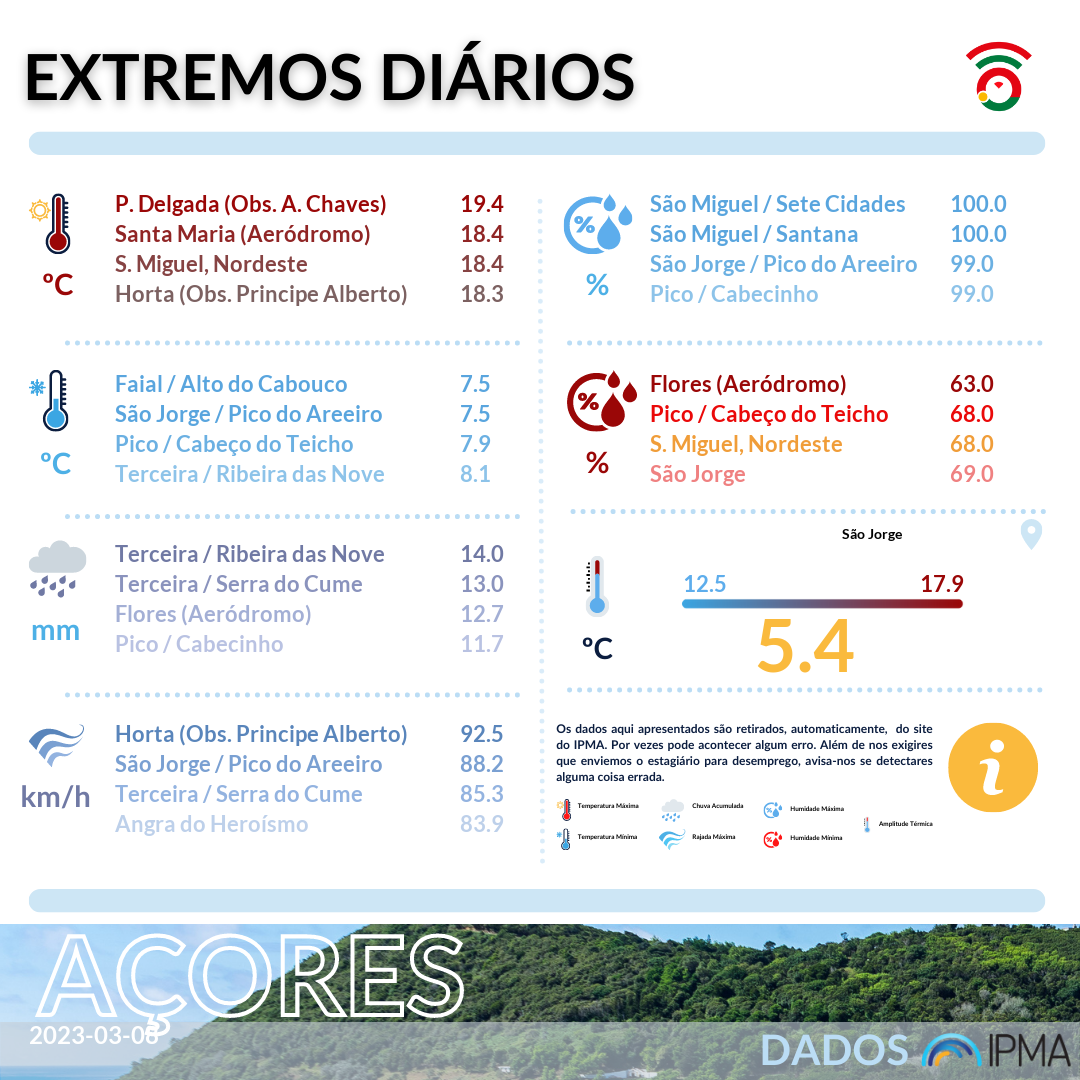 EXTREMOS DIÁRIOS
P. Delgada (Obs. A. Chaves) 19.4
Santa Maria (Aeródromo) 18.4
S. Miguel, Nordeste 18.4
Horta (Obs. Principe Alberto) 18.3
ºC
Faial / Alto do Cabouco 7.5
São Jorge / Pico do Areeiro 7.5
Pico / Cabeço do Teicho 7.9
Terceira / Ribeira das Nove 8.1
ºC
Terceira / Ribeira das Nove 14.0
Terceira / Serra do Cume 13.0
Flores (Aeródromo) 12.7
Pico / Cabecinho 11.7
mm
Horta (Obs. Principe Alberto) 92.5
São Jorge / Pico do Areeiro 88.2
Terceira / Serra do Cume 85.3
Angra do Heroísmo 83.9
km/h
São Miguel / Sete Cidades 100.0
São Miguel / Santana 100.0
São Jorge / Pico do Areeiro 99.0
Pico / Cabecinho 99.0
%
%
Flores (Aeródromo) 63.0
Pico / Cabeço do Teicho 68.0
S. Miguel, Nordeste 68.0
São Jorge 69.0
%
%
São Jorge
12.5 17.9
5.4
ºC
Os dados aqui apresentados são retirados, automaticamente, do site
do IPMA. Por vezes pode acontecer algum erro. Além de nos exigires
que enviemos o estagiário para desemprego, avisa-nos se detectares
alguma coisa errada.
i
Temperatura Máxima
Chuva Acumulada
Humidade Máxima
Amplitude Térmica
Temperatura Mínima
Rajada Máxima
Humidade Mínima
AÇORES
2023-03-08
DADOS IPMA